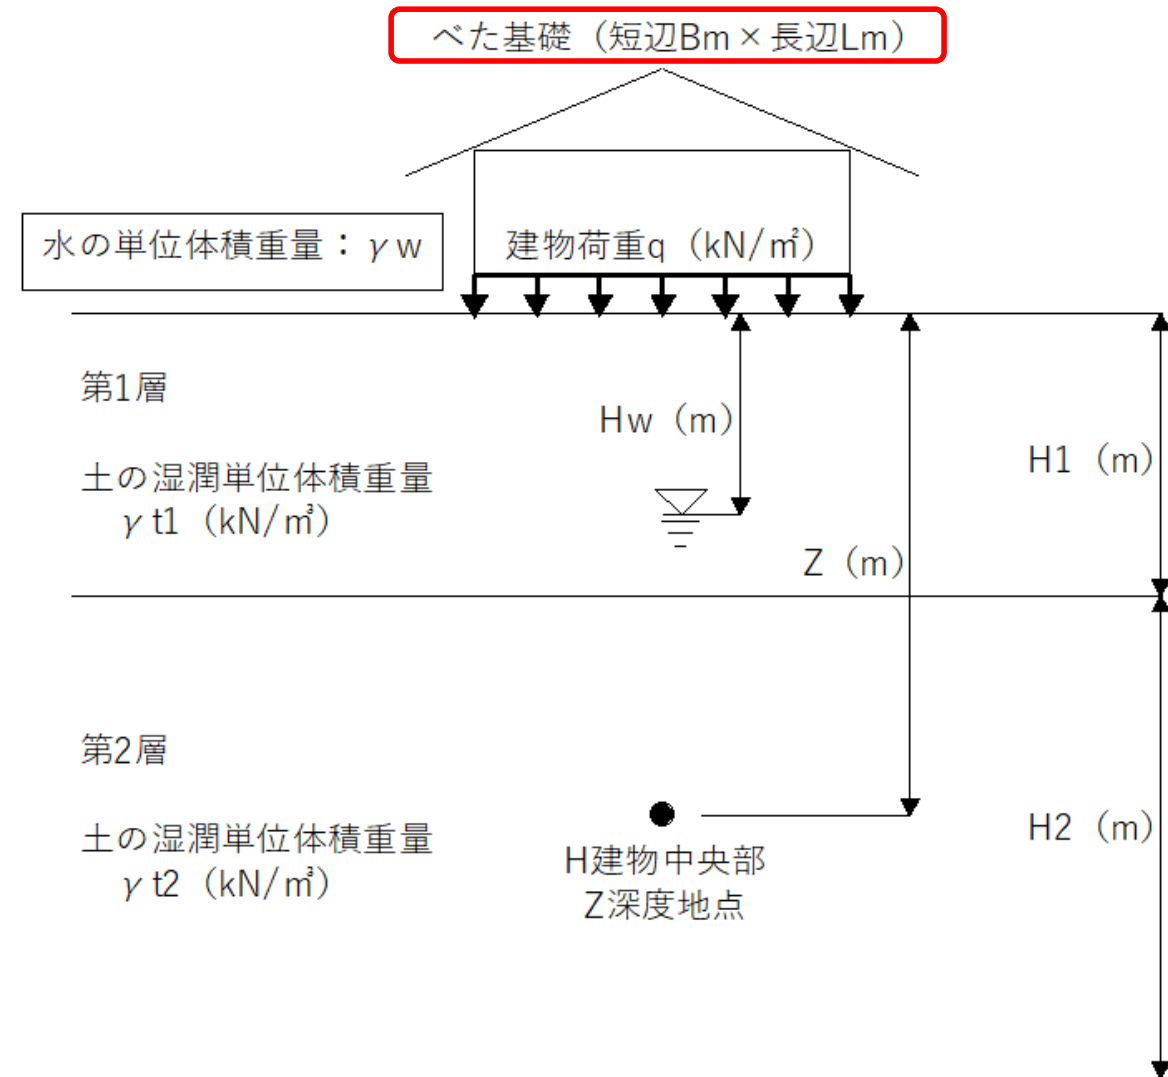 べた基礎（短辺Bm×長辺Lm）
水の単位体積重量：γw
建物荷重q（kN/㎡）
第1層
Hw（m）
H1（m）
土の湿潤単位体積重量
γt1（kN/㎥）
Z（m）
第2層
土の湿潤単位体積重量
γt2（kN/㎥）
H2（m）
H建物中央部
Z深度地点